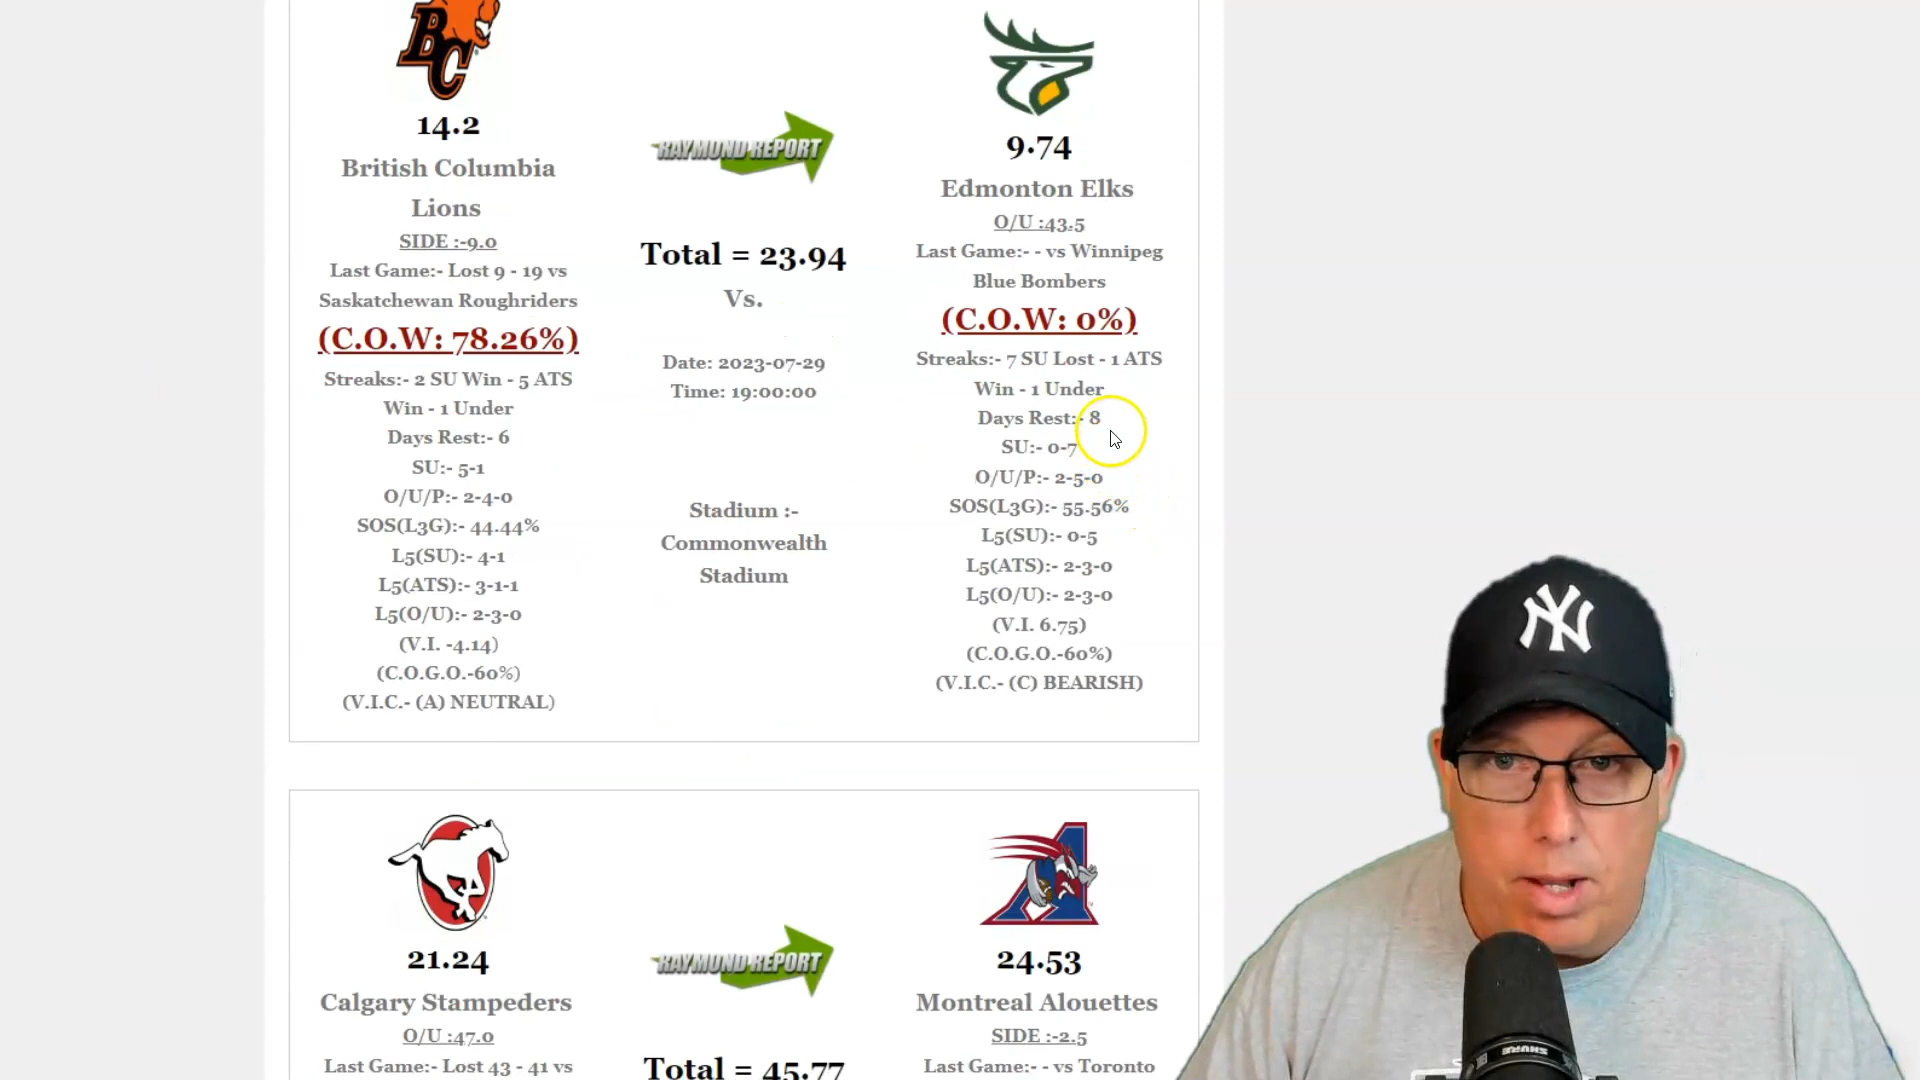 BC
14.2
British Columbia
Lions
SIDE :-9.0
Last Game:- Lost 9 - 19 vs
Saskatchewan Roughriders
(C.O.W: 78.26%)
Streaks:- 2 SU Win - 5 ATS
Win - 1 Under
Days Rest:- 6
SU:- 5-1
O/U/P:- 2-4-0
SOS(L3G):- 44.44%
L5(SU):- 4-1
L5(ATS):- 3-1-1
L5(O/U):- 2-3-0
(V.I. -4.14)
(C.O.G.O.-60%)
(V.I.C.- (A) NEUTRAL)
RAYMOND REPORT
Total = 23.94
Vs.
Date: 2023-07-29
Time: 19:00:00
Stadium :-
Commonwealth
Stadium
9.74
Edmonton Elks
O/U :43.5
Last Game:- - vs Winnipeg
Blue Bombers
(C.O.W: 0%)
Streaks:- 7 SU Lost - 1 ATS
Win - 1 Under
Days Rest:- 8
SU:- 0-7
O/U/P:- 2-5-0
SOS(L3G):- 55.56%
L5(SU):- 0-5
L5(ATS):- 2-3-0
L5(O/U):- 2-3-0
(V.I. 6.75)
(C.O.G.O.-60%)
(V.I.C.- (C) BEARISH)
21.24
Calgary Stampeders
O/U :47.0
Last Game:- Lost 43 - 41 vs
RAYMOND REPORT
Total = 45.77
24.53
Montreal Alouettes
SIDE :-2.5
Last Game:- - vs Toronto
NY
SHURE